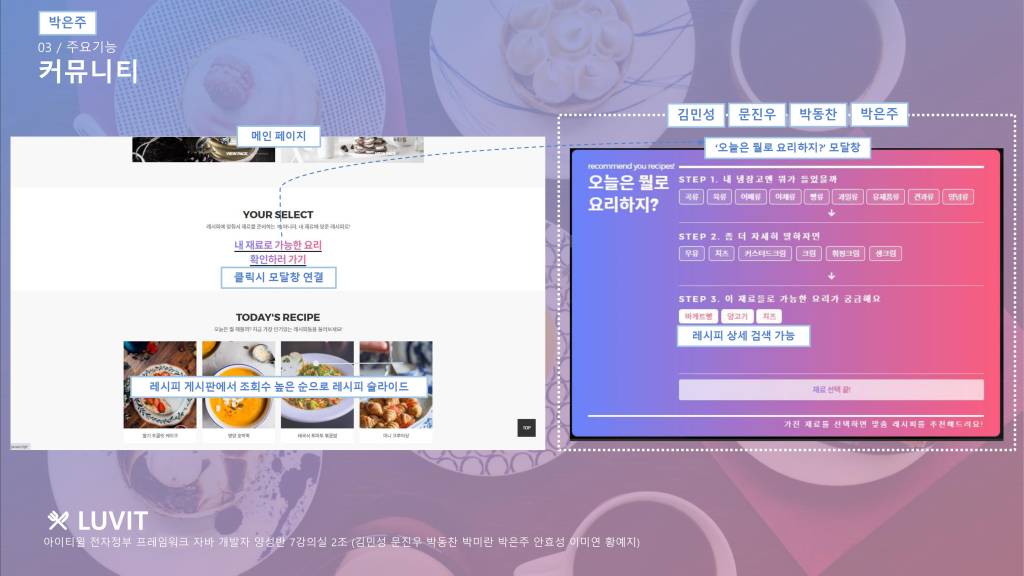 박은주
03 / 주요기능
커뮤니티
김민성 문진우 박동찬 박은주
메인 페이지
'오늘은 뭘로 요리하지?' 모달창
VIEW PAGE
YOUR SELECT
내 재료로 가능한 요리
확인하러 가기
클릭시 모달창 연결
TODAY'S RECIPE
레시피 게시판에서 조회수 높은 순으로 레시피 슬라이드
TOP
recommend you recipes!
오늘은 뭘로
요리하지?
STEP 1. 내 냉장고엔 뭐가 들었을까
곡류 육류 어패류 야채류 빵류 과일류 유제품류 견과류 양념류
STEP 2. 좀 더 자세히 말하자면
우유 치즈 커스터드크림 크림 휘핑크림 생크림
STEP 3. 이 재료들로 가능한 요리가 궁금해요
바게트빵 양고기 치즈
레시피 상세 검색 가능
재료 선택 끝!
가진 재료를 선택하면 맞춤 레시피를 추천해드려요!
LUVIT
아이티윌 전자정부 프레임워크 자바 개발자 양성반 7강의실 2조 (김민성 문진우 박동찬 박미란 박은주 안효성 이미연 황예지)